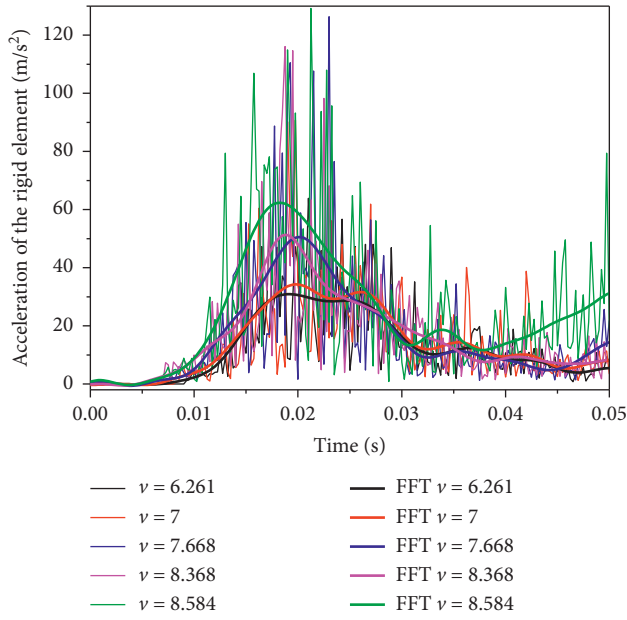 Acceleration of the rigid element (m/s²)
120
100
80
60
40
20
0
0.00 0.01 0.02 0.03 0.04 0.05
Time (s)
v = 6.261 FFT v = 6.261
v = 7 FFT v = 7
v = 7.668 FFT v = 7.668
v = 8.368 FFT v = 8.368
v = 8.584 FFT v = 8.584